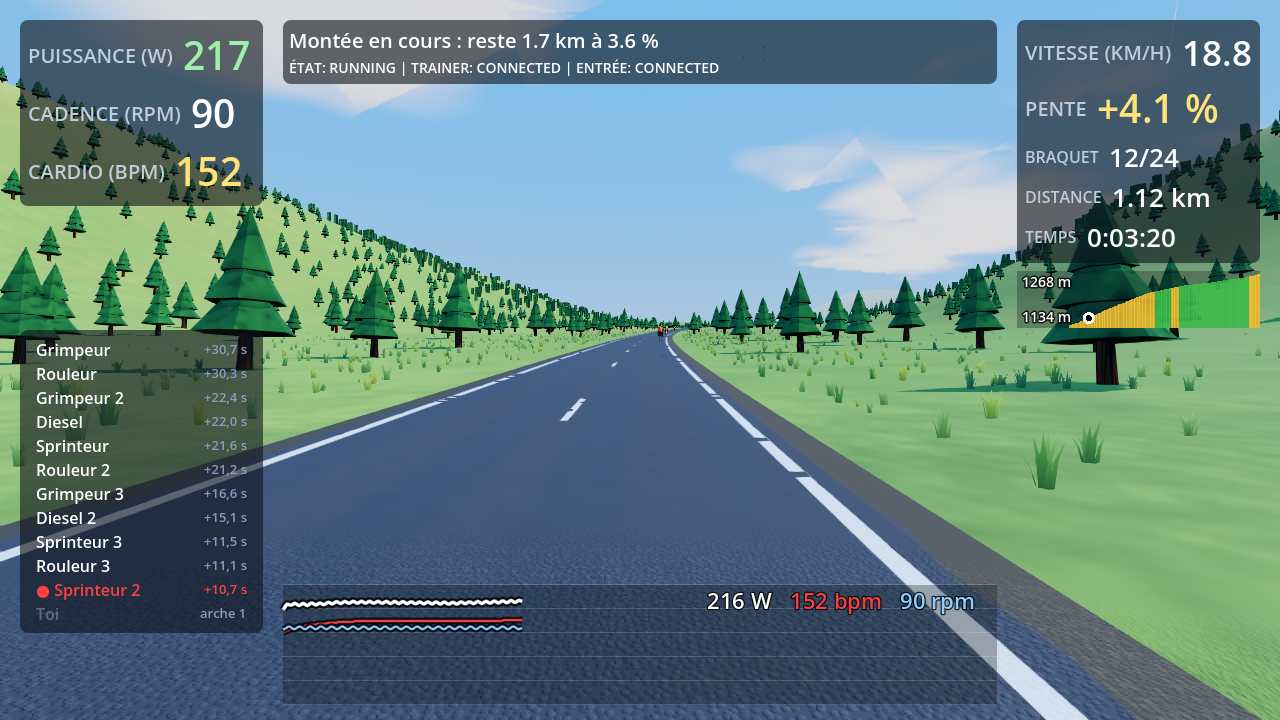 PUISSANCE (W) 217
CADENCE (RPM) 90
CARDIO (BPM) 152
Montée en cours : reste 1.7 km à 3.6 %
ÉTAT: RUNNING | TRAINER: CONNECTED | ENTRÉE: CONNECTED
VITESSE (KM/H) 18.8
PENTE +4.1 %
BRAQUET 12/24
DISTANCE 1.12 km
TEMPS 0:03:20
1268 m
1134 m
Grimpeur +30,7 s
Rouleur +30,3 s
Grimpeur 2 +22,4 s
Diesel +22,0 s
Sprinteur +21,6 s
Rouleur 2 +21,2 s
Grimpeur 3 +16,6 s
Diesel 2 +15,1 s
Sprinteur 3 +11,5 s
Rouleur 3 +11,1 s
Sprinteur 2 +10,7 s
Toi arche 1
216 W 152 bpm 90 rpm